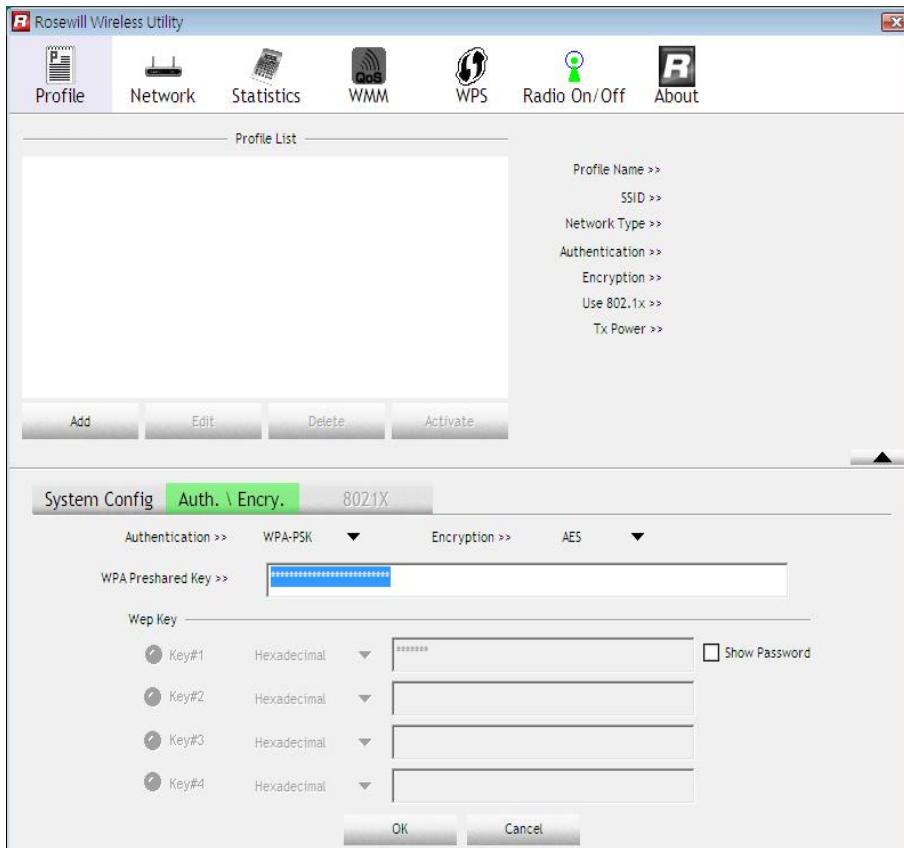 R Rosewill Wireless Utility
Profile Network Statistics QoS WMM WPS Radio On/Off R About
Profile List
Profile Name >>
SSID >>
Network Type >>
Authentication >>
Encryption >>
Use 802.1x >>
Tx Power >>
Add Edit Delete Activate
System Config Auth. \ Encry. 8021X
Authentication >> WPA-PSK Encryption >> AES
WPA Preshared Key >> **************************
Wep Key
Key#1 Hexadecimal ******* Show Password
Key#2 Hexadecimal
Key#3 Hexadecimal
Key#4 Hexadecimal
OK Cancel